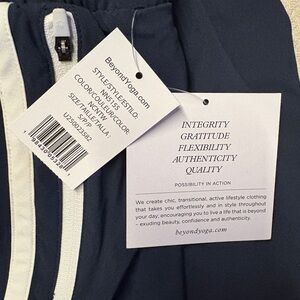 BeyondYoga.com
STYLE/STYLE/ESTILO:
NN5155
COLOR/COULEUR/COLOR:
NCNTW
SIZE/TAILLE/TALLA:
S/P/P
U250023582
INTEGRITY
GRATITUDE
FLEXIBILITY
AUTHENTICITY
QUALITY
POSSIBILITY IN ACTION
We create chic, transitional, active lifestyle clothing
that takes you effortlessly and in style throughout
your day, encouraging you to live a life that is beyond
- exuding beauty, confidence and authenticity.
beyondyoga.com